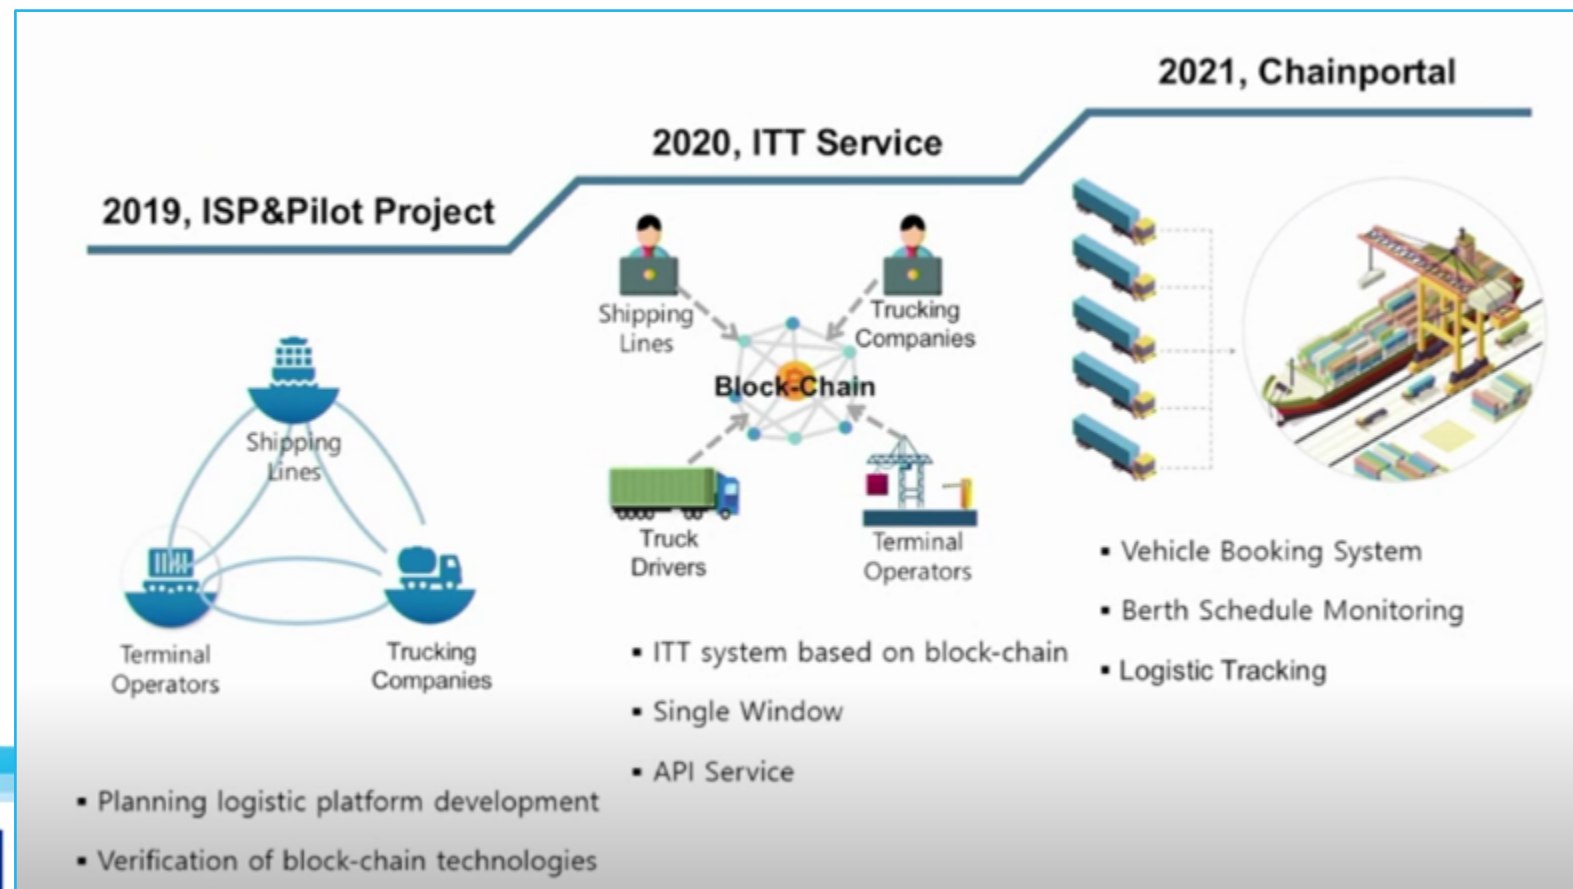 2021, Chainportal
2020, ITT Service
2019, ISP&Pilot Project
Shipping
Lines
Terminal
Operators
Trucking
Companies
▪ Planning logistic platform development
▪ Verification of block-chain technologies
Shipping
Lines
Trucking
Companies
Block-Chain
Truck
Drivers
Terminal
Operators
▪ ITT system based on block-chain
▪ Single Window
▪ API Service
▪ Vehicle Booking System
▪ Berth Schedule Monitoring
▪ Logistic Tracking